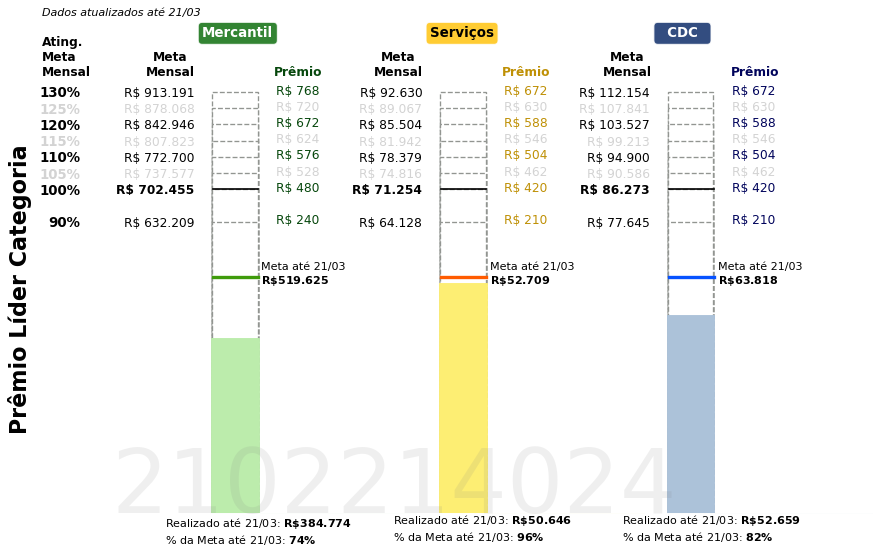 Dados atualizados até 21/03
Mercantil
Serviços
CDC
Ating.
Meta
Mensal
Meta
Mensal
Prêmio
Meta
Mensal
Prêmio
Meta
Mensal
Prêmio
130% R$ 913.191 R$ 768 R$ 92.630 R$ 672 R$ 112.154 R$ 672
125% R$ 878.068 R$ 720 R$ 89.067 R$ 630 R$ 107.841 R$ 630
120% R$ 842.946 R$ 672 R$ 85.504 R$ 588 R$ 103.527 R$ 588
115% R$ 807.823 R$ 624 R$ 81.942 R$ 546 R$ 99.213 R$ 546
110% R$ 772.700 R$ 576 R$ 78.379 R$ 504 R$ 94.900 R$ 504
105% R$ 737.577 R$ 528 R$ 74.816 R$ 462 R$ 90.586 R$ 462
100% R$ 702.455 R$ 480 R$ 71.254 R$ 420 R$ 86.273 R$ 420
90% R$ 632.209 R$ 240 R$ 64.128 R$ 210 R$ 77.645 R$ 210
Meta até 21/03
R$519.625
Meta até 21/03
R$52.709
Meta até 21/03
R$63.818
Prêmio Líder Categoria
2102214024
Realizado até 21/03: R$384.774
% da Meta até 21/03: 74%
Realizado até 21/03: R$50.646
% da Meta até 21/03: 96%
Realizado até 21/03: R$52.659
% da Meta até 21/03: 82%